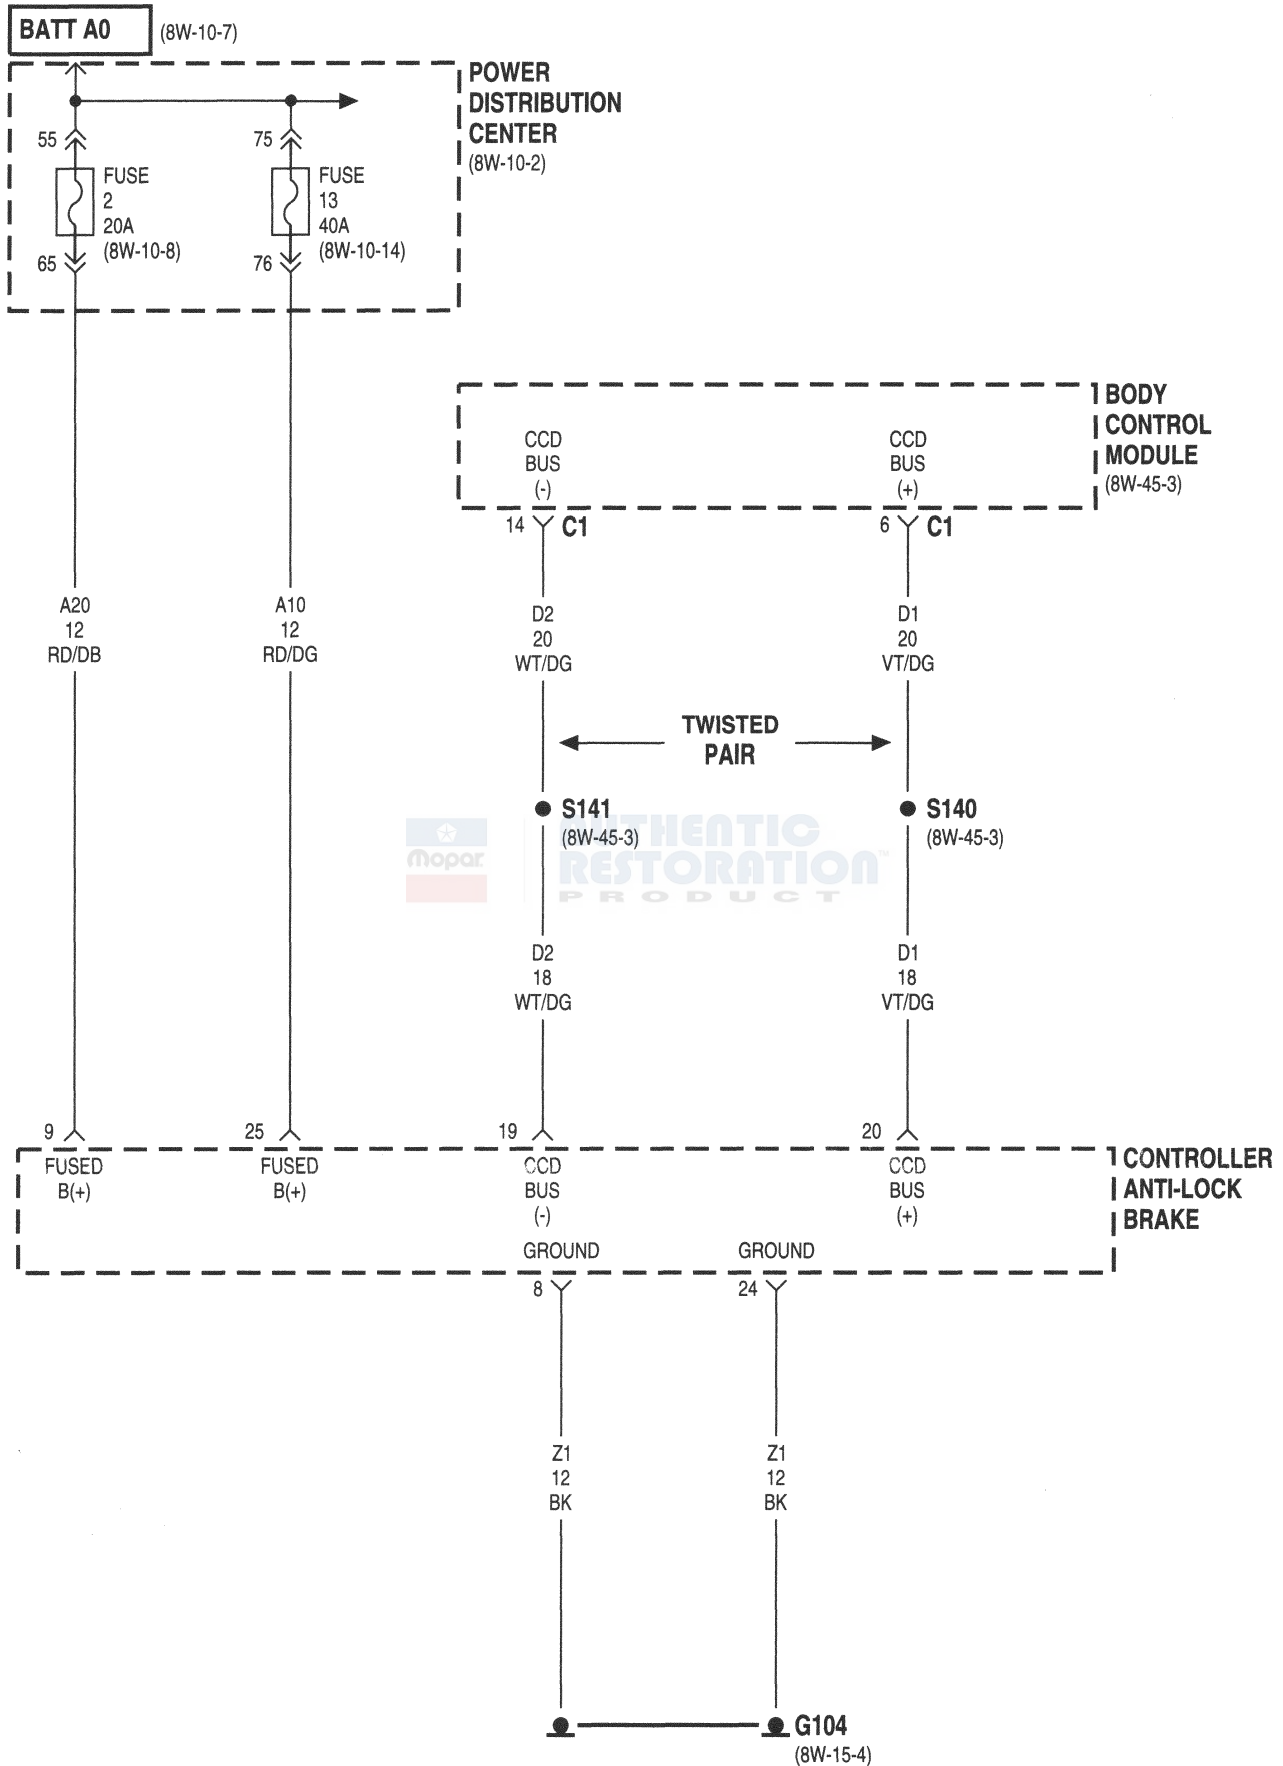 BATT A0 (8W-10-7)
POWER
DISTRIBUTION
CENTER
(8W-10-2)
55
FUSE
2
20A
(8W-10-8)
65
75
FUSE
13
40A
(8W-10-14)
76
BODY
CONTROL
MODULE
(8W-45-3)
CCD
BUS
(-)
CCD
BUS
(+)
14 C1
6 C1
A20
12
RD/DB
A10
12
RD/DG
D2
20
WT/DG
D1
20
VT/DG
TWISTED
PAIR
S141
(8W-45-3)
S140
(8W-45-3)
Mopar
AUTHENTIC
RESTORATION™
PRODUCT
D2
18
WT/DG
D1
18
VT/DG
9
25
19
20
FUSED
B(+)
FUSED
B(+)
CCD
BUS
(-)
CCD
BUS
(+)
CONTROLLER
ANTI-LOCK
BRAKE
GROUND
GROUND
8
24
Z1
12
BK
Z1
12
BK
G104
(8W-15-4)